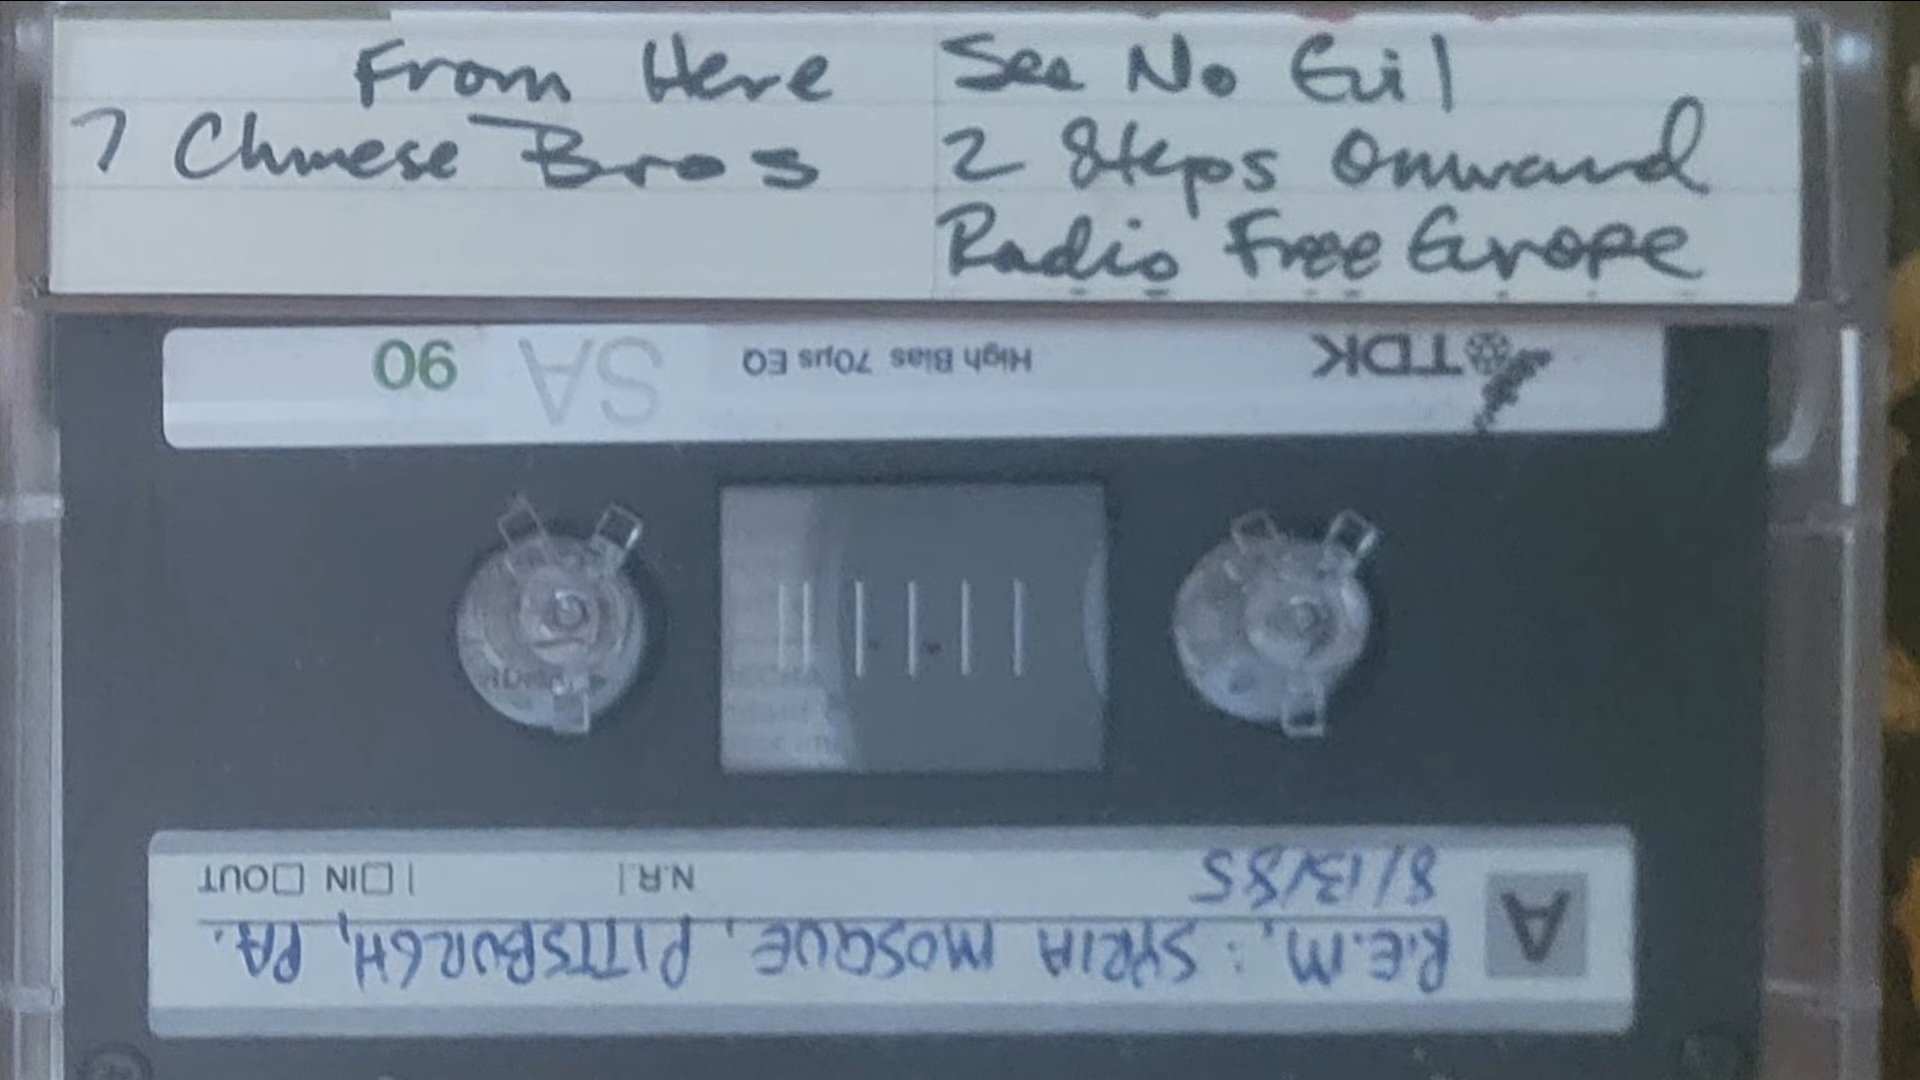 From Here
7 Chinese Bros
See No Evil
2 Steps Onward
Radio Free Europe
TDK
High Bias 70µs EQ
SA
90
A
8/13/85
N.R.
IN OUT
R.E.M.: SYRIA MOSQUE, PITTSBURGH, PA.